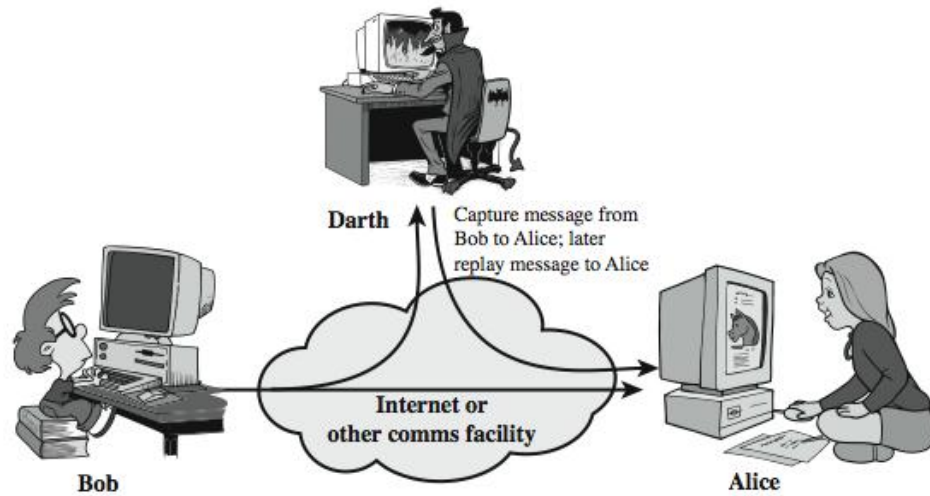 Darth
Capture message from
Bob to Alice; later
replay message to Alice
Internet or
other comms facility
Bob
Alice